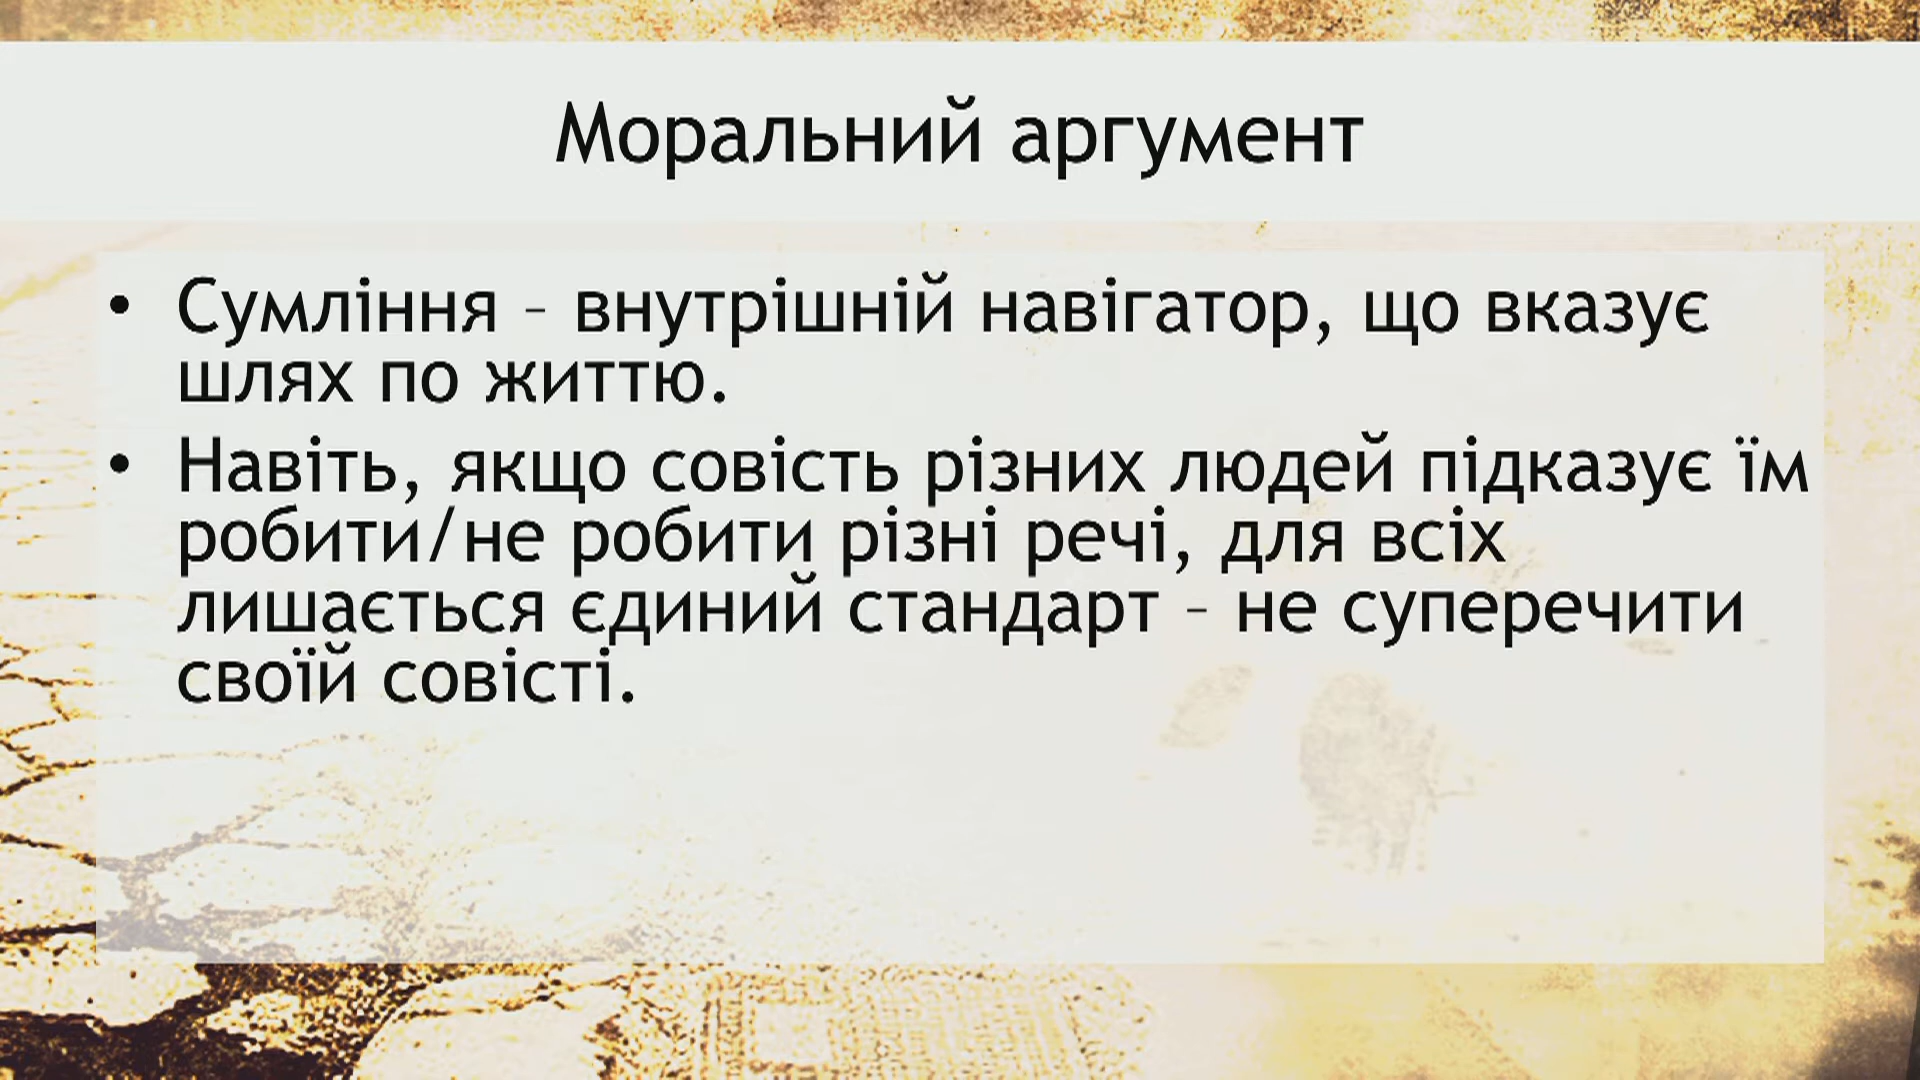 Моральний аргумент
• Сумління – внутрішній навігатор, що вказує
шлях по життю.
• Навіть, якщо совість різних людей підказує їм
робити/не робити різні речі, для всіх
лишається єдиний стандарт – не суперечити
своїй совісті.